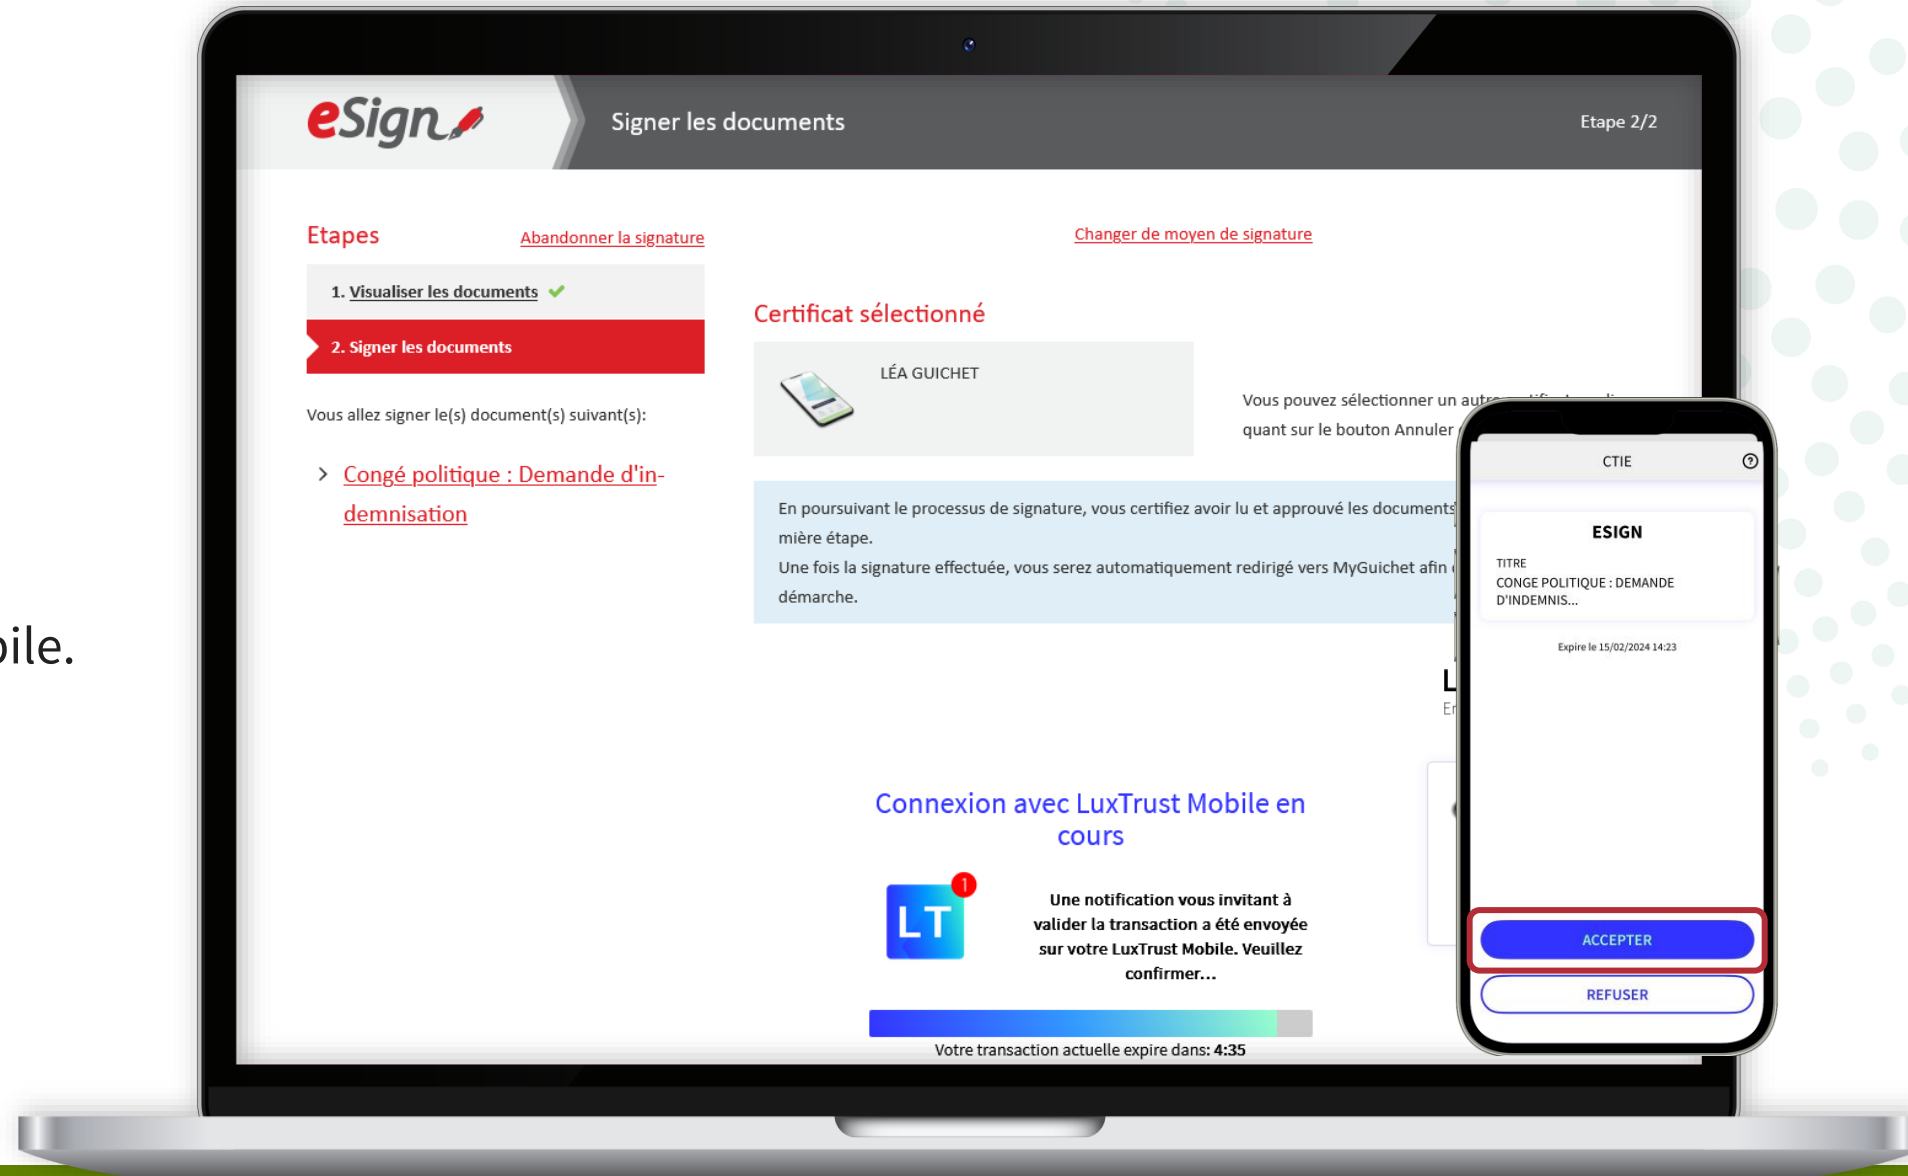 eSign
Signer les documents
Etape 2/2
Etapes
Abandonner la signature
Changer de moyen de signature
1. Visualiser les documents
2. Signer les documents
Vous allez signer le(s) document(s) suivant(s):
Congé politique : Demande d'in-
demnisation
Certificat sélectionné
LÉA GUICHET
Vous pouvez sélectionner un
quant sur le bouton Annuler
En poursuivant le processus de signature, vous certifiez avoir lu et approuvé les documents
mière étape.
Une fois la signature effectuée, vous serez automatiquement redirigé vers MyGuichet afin
démarche.
Connexion avec LuxTrust Mobile en
cours
LT
1
Une notification vous invitant à
valider la transaction a été envoyée
sur votre LuxTrust Mobile. Veuillez
confirmer...
Votre transaction actuelle expire dans: 4:35
CTIE
?
ESIGN
TITRE
CONGE POLITIQUE : DEMANDE
D'INDEMNIS...
Expire le 15/02/2024 14:23
ACCEPTER
REFUSER
bile.